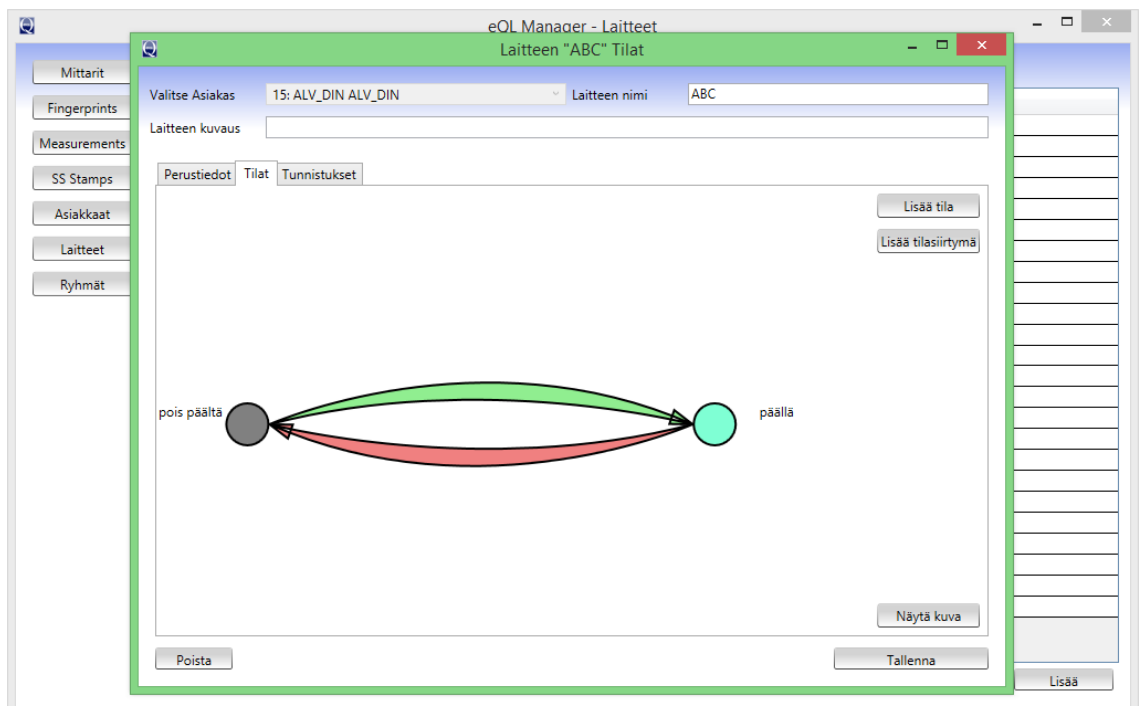 eQL Manager - Laitteet
Laitteen "ABC" Tilat
Mittarit
Fingerprints
Measurements
SS Stamps
Asiakkaat
Laitteet
Ryhmät
Valitse Asiakas 15: ALV_DIN ALV_DIN Laitteen nimi ABC
Laitteen kuvaus
Perustiedot Tilat Tunnistukset
Lisää tila
Lisää tilasiirtymä
pois päältä päällä
Näytä kuva
Poista Tallenna
Lisää